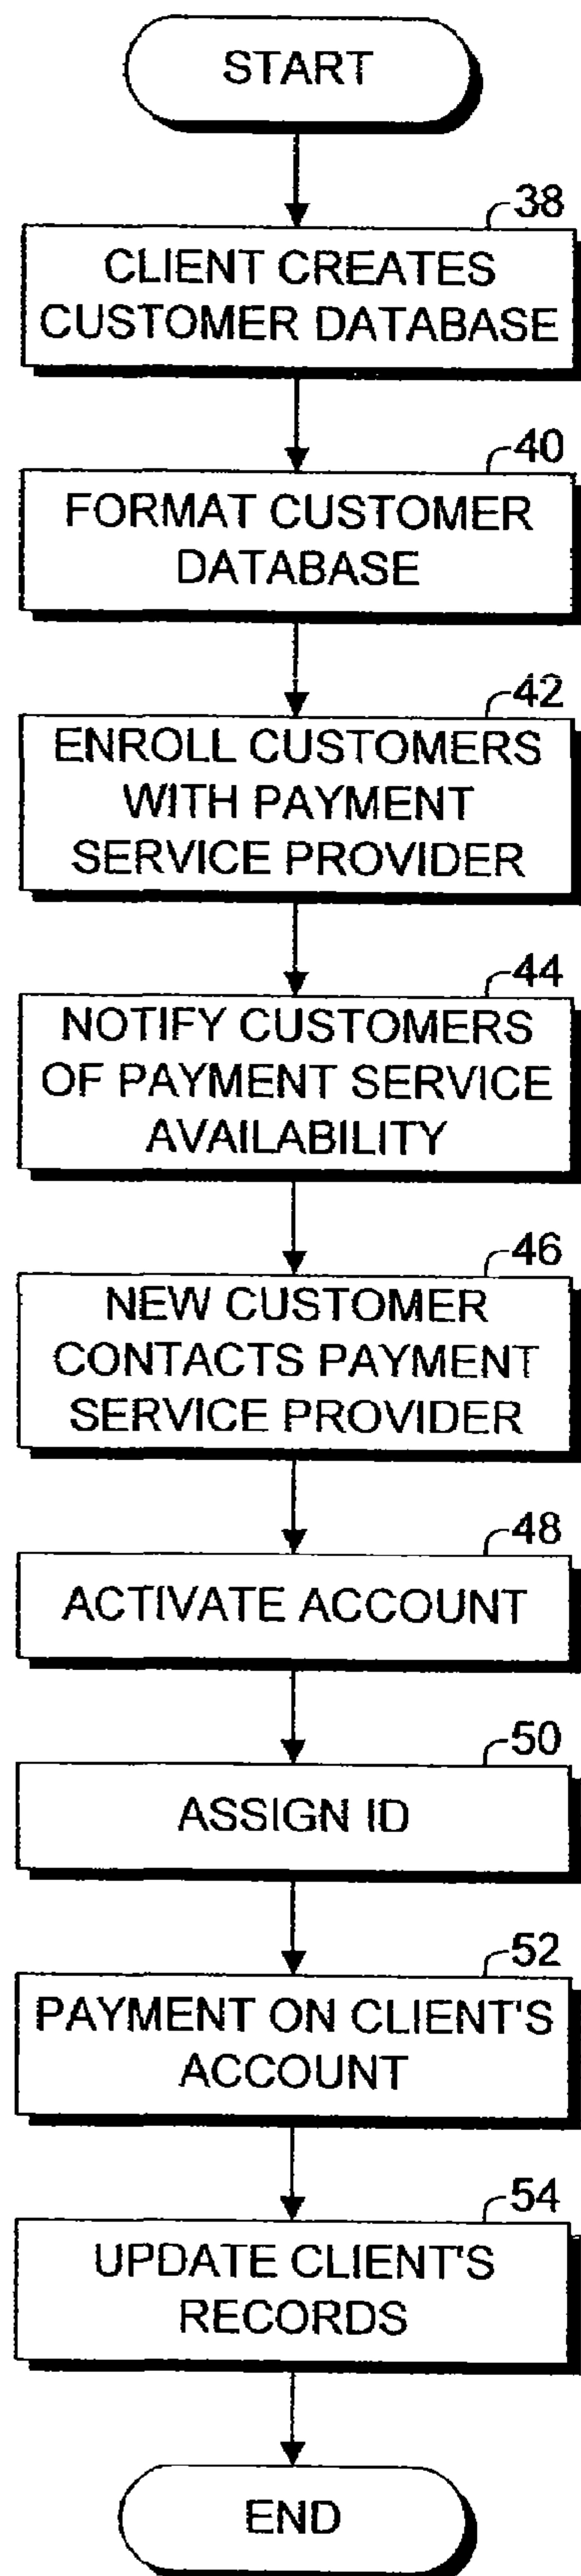 START
38
CLIENT CREATES
CUSTOMER DATABASE
40
FORMAT CUSTOMER
DATABASE
42
ENROLL CUSTOMERS
WITH PAYMENT
SERVICE PROVIDER
44
NOTIFY CUSTOMERS
OF PAYMENT SERVICE
AVAILABILITY
46
NEW CUSTOMER
CONTACTS PAYMENT
SERVICE PROVIDER
48
ACTIVATE ACCOUNT
50
ASSIGN ID
52
PAYMENT ON CLIENT'S
ACCOUNT
54
UPDATE CLIENT'S
RECORDS
END